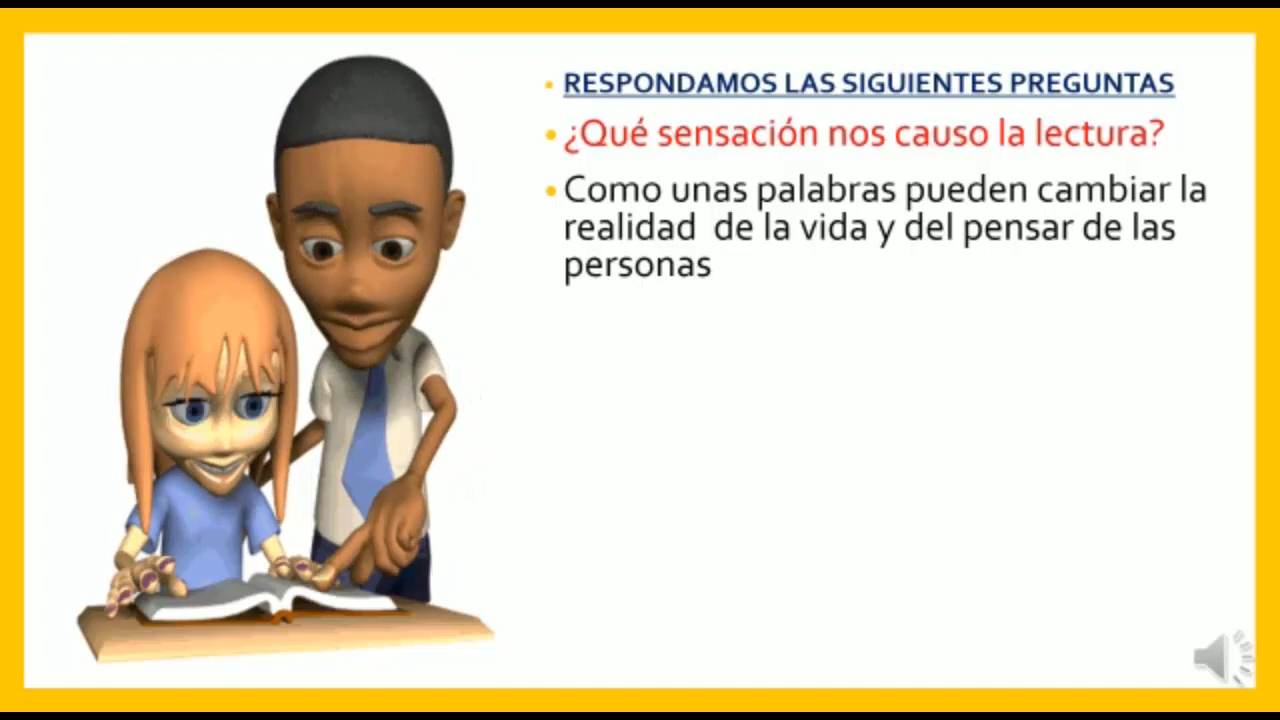 RESPONDAMOS LAS SIGUIENTES PREGUNTAS
¿Qué sensación nos causo la lectura?
Como unas palabras pueden cambiar la
realidad de la vida y del pensar de las
personas